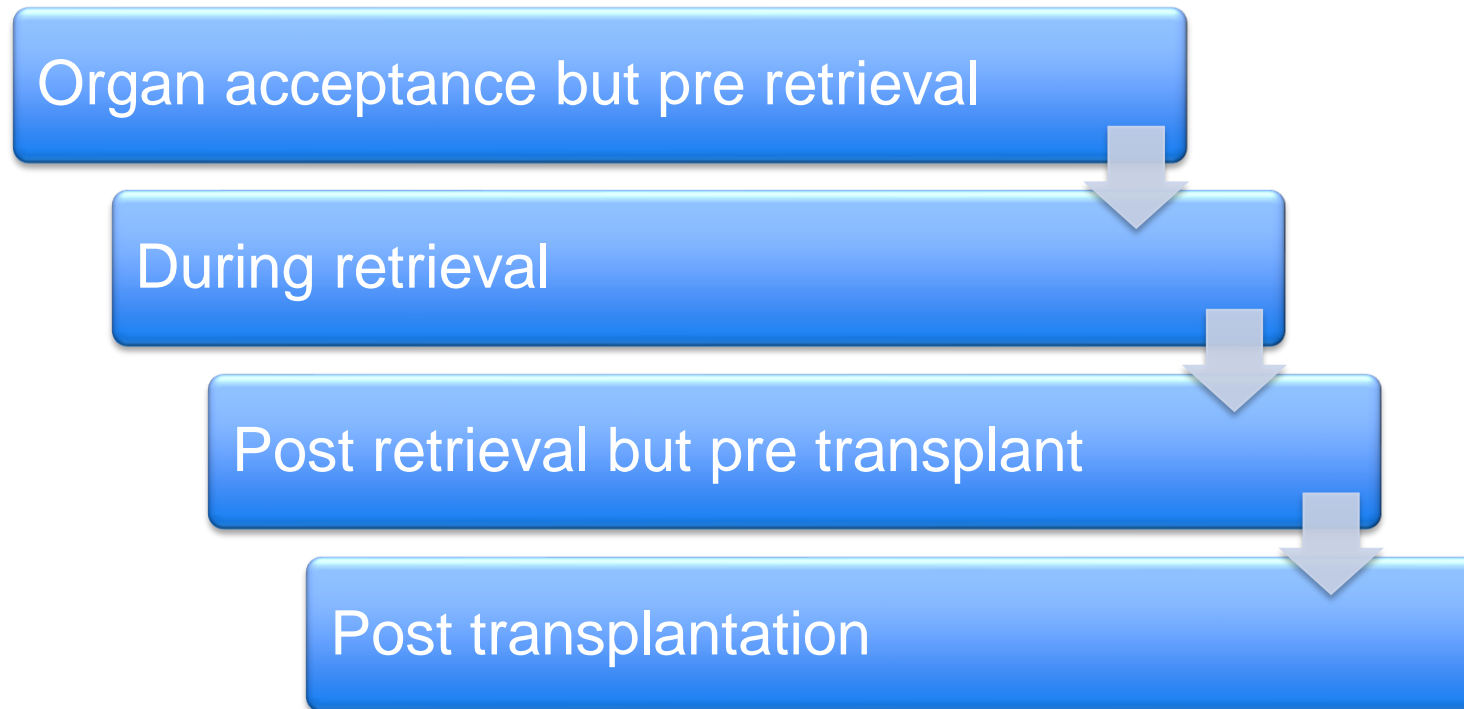 Organ acceptance but pre retrieval
During retrieval
Post retrieval but pre transplant
Post transplantation